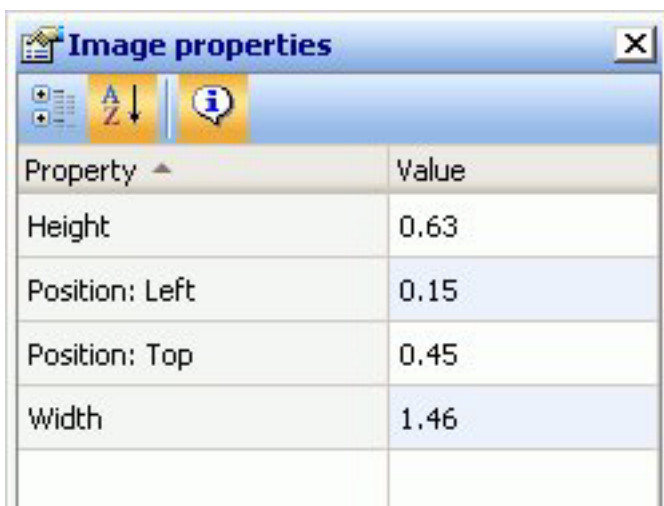 Image properties
A
Z
i
Property Value
Height 0.63
Position: Left 0.15
Position: Top 0.45
Width 1.46